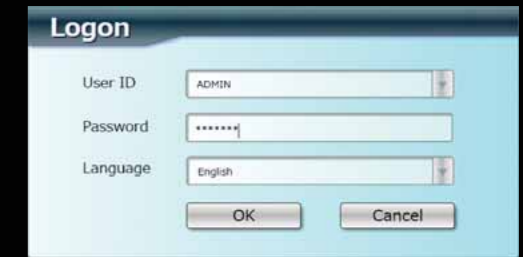 Logon
User ID ADMIN
Password *******
Language English
OK Cancel